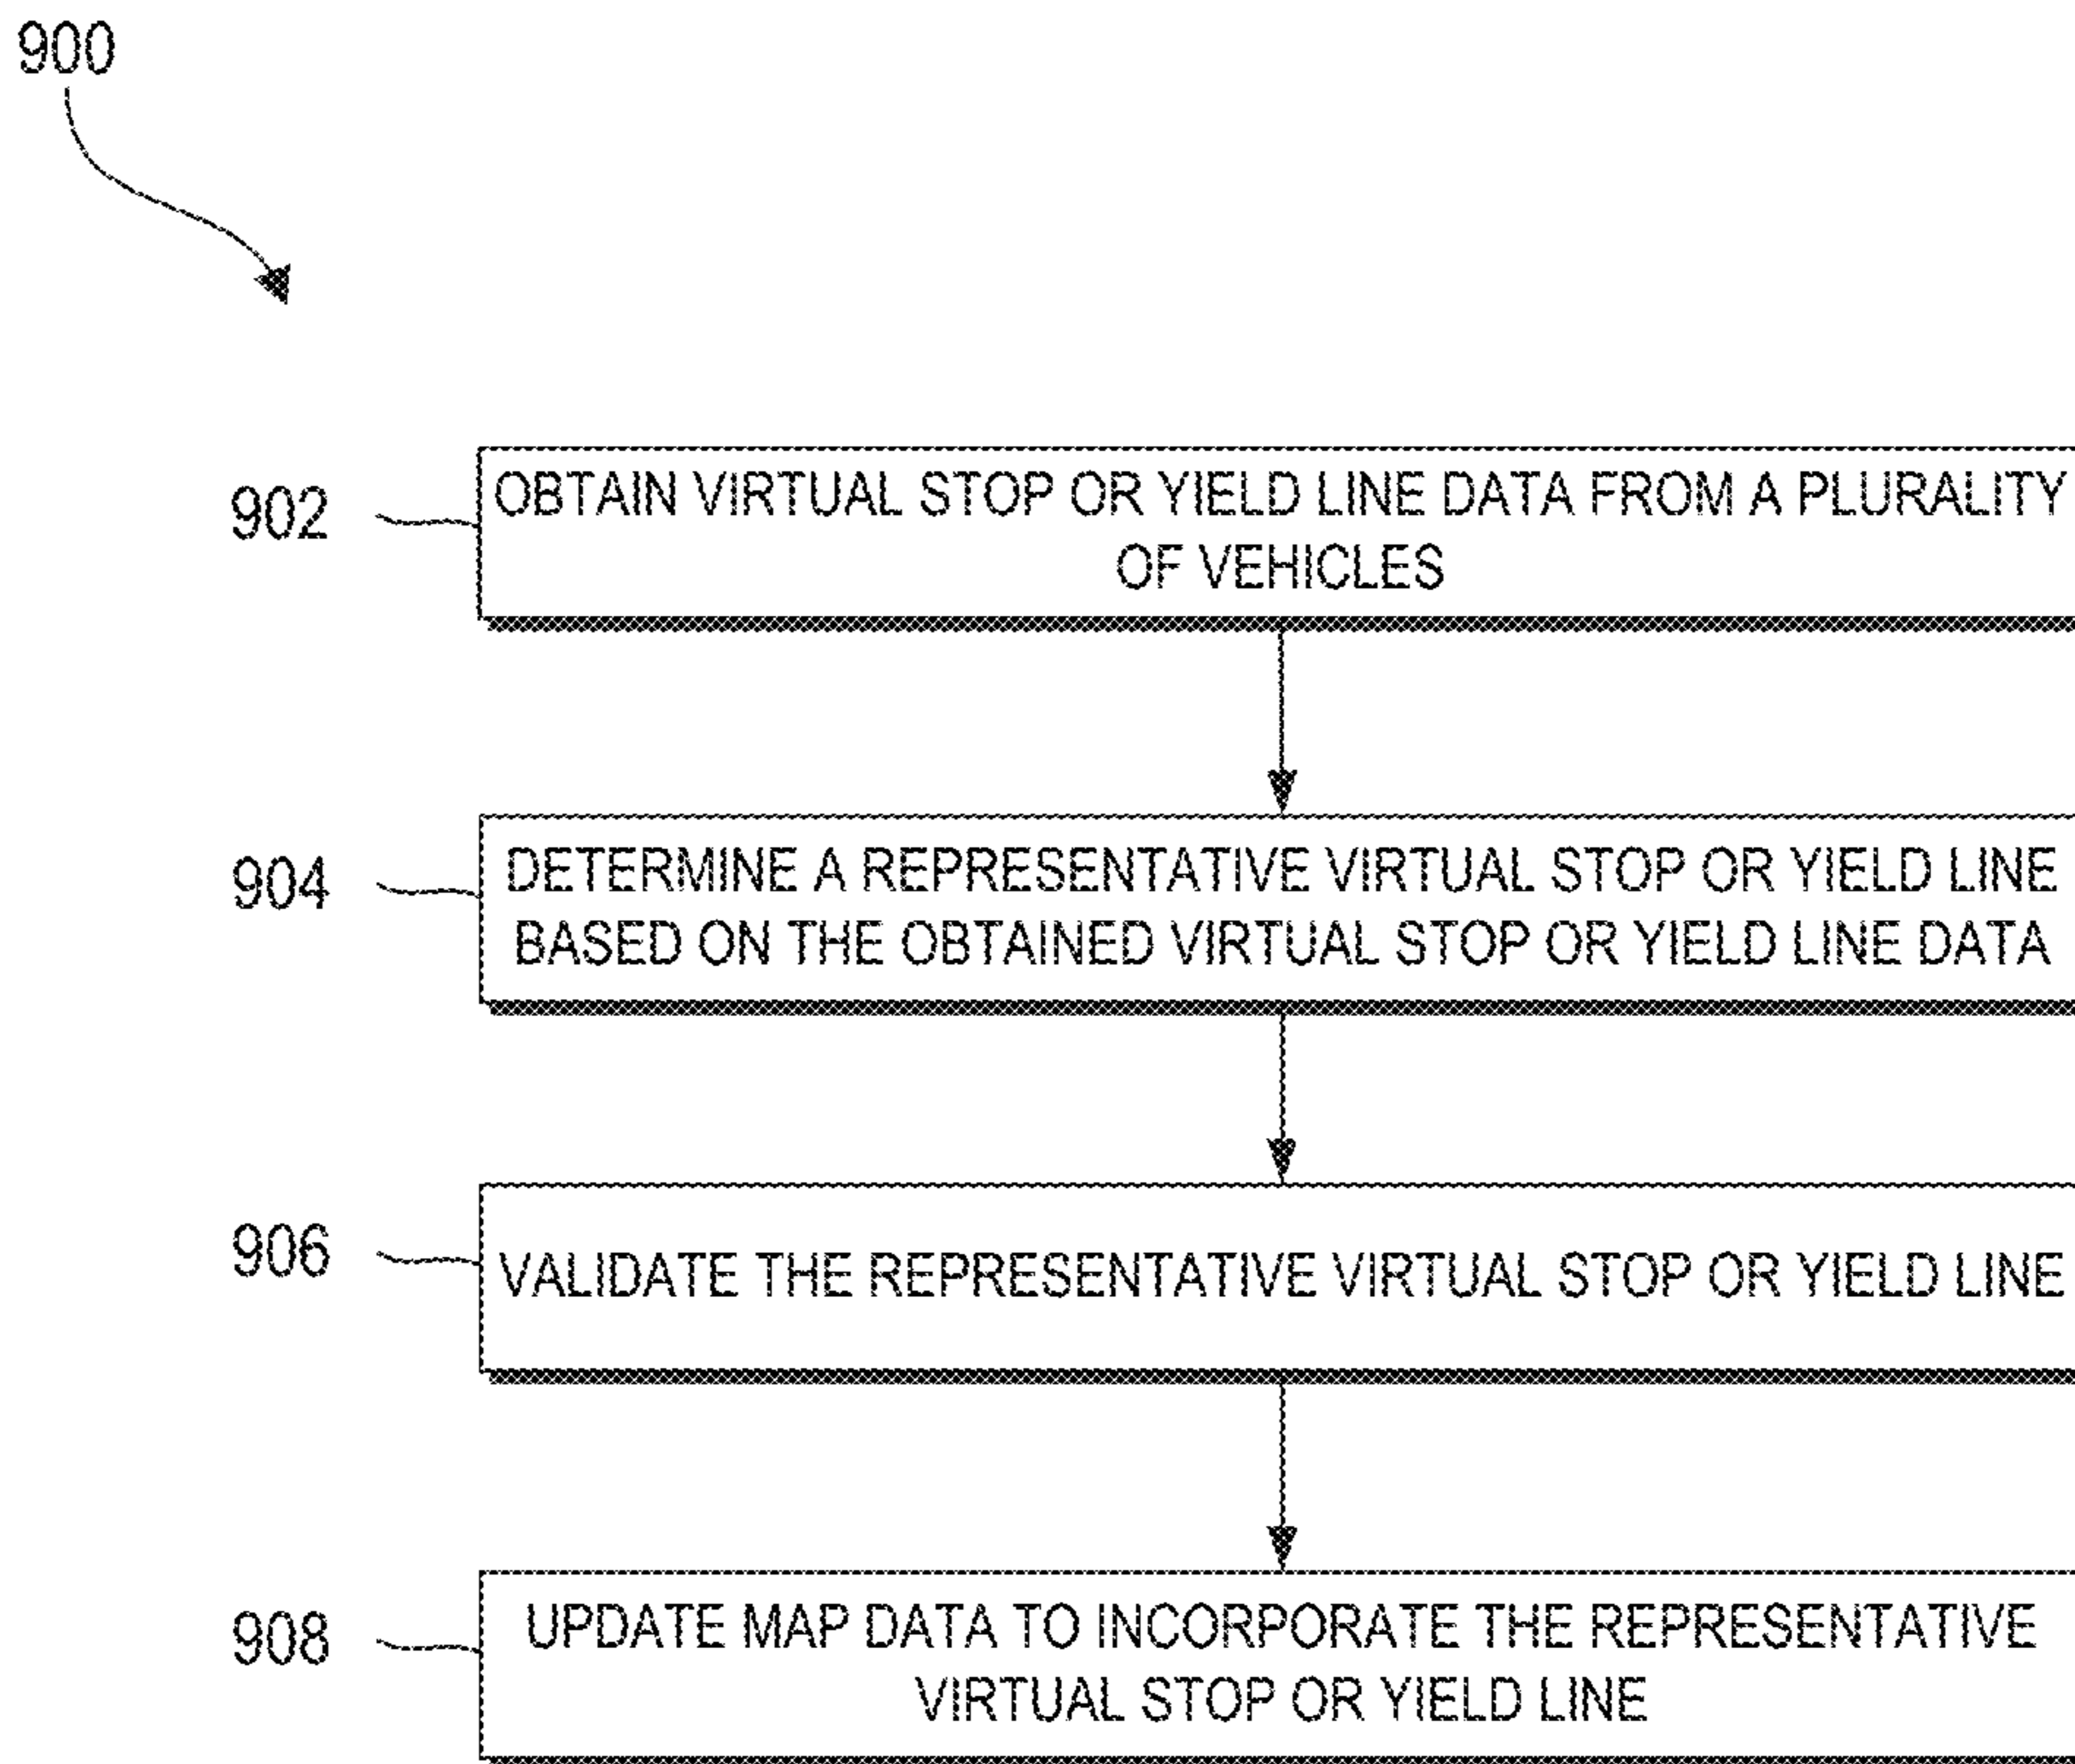 900
902
OBTAIN VIRTUAL STOP OR YIELD LINE DATA FROM A PLURALITY
OF VEHICLES
904
DETERMINE A REPRESENTATIVE VIRTUAL STOP OR YIELD LINE
BASED ON THE OBTAINED VIRTUAL STOP OR YIELD LINE DATA
906
VALIDATE THE REPRESENTATIVE VIRTUAL STOP OR YIELD LINE
908
UPDATE MAP DATA TO INCORPORATE THE REPRESENTATIVE
VIRTUAL STOP OR YIELD LINE